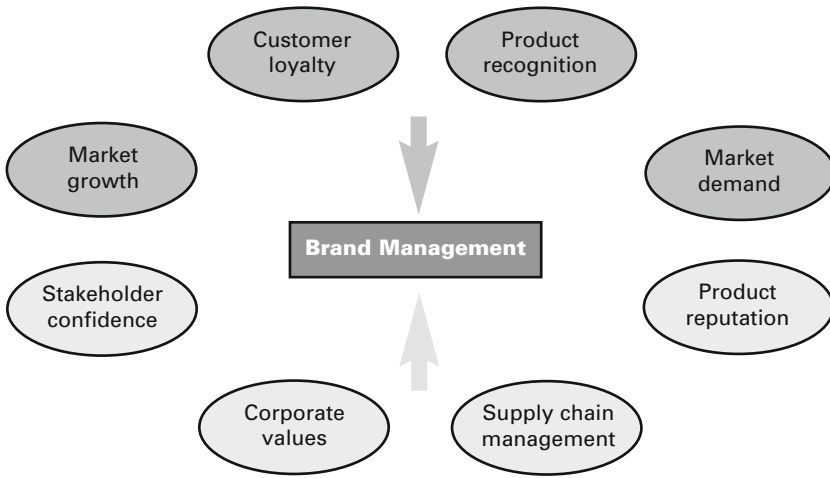 Customer
loyalty
Product
recognition
Market
growth
Market
demand
Brand Management
Stakeholder
confidence
Product
reputation
Corporate
values
Supply chain
management